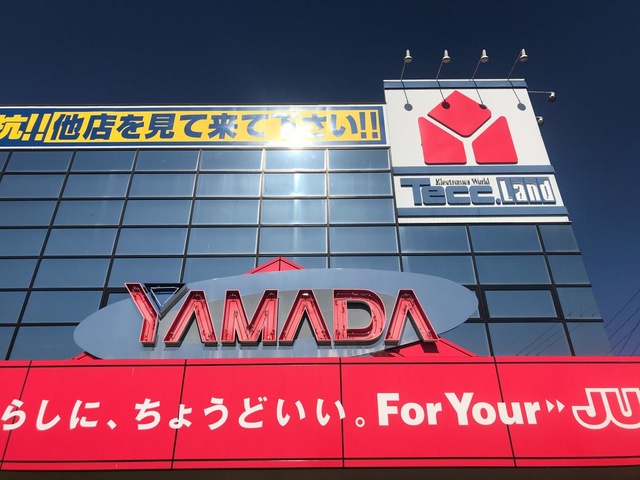 抗!!他店を見て来て下さい!!
Electronics World
Tecc.Land
YAMADA
らしに、ちょうどいい。For Your JU